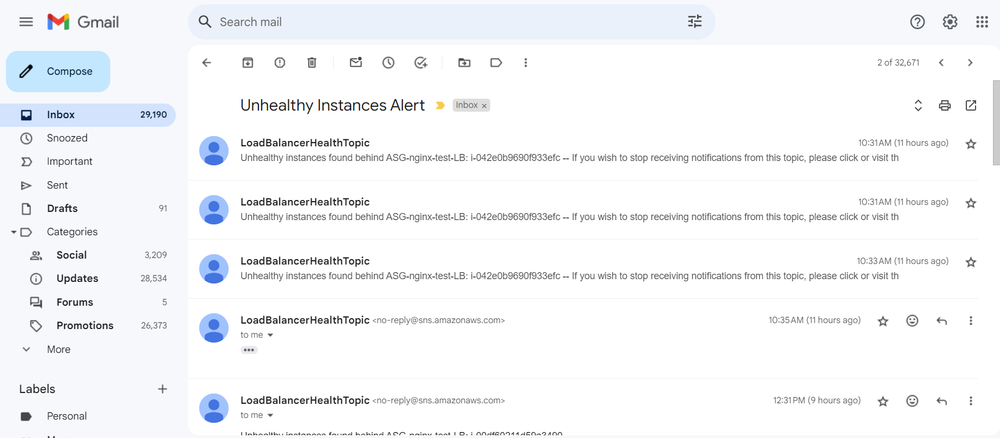 Gmail
Search mail
Compose
2 of 32,671
Unhealthy Instances Alert Inbox ×
Inbox 29,190
Snoozed
Important
Sent
Drafts 91
Categories
Social 3,209
Updates 28,534
Forums 5
Promotions 26,373
More
Labels
Personal
LoadBalancerHealthTopic 10:31 AM (11 hours ago)
Unhealthy instances found behind ASG-nginx-test-LB: i-042e0b9690f933efc -- If you wish to stop receiving notifications from this topic, please click or visit th
LoadBalancerHealthTopic 10:31 AM (11 hours ago)
Unhealthy instances found behind ASG-nginx-test-LB: i-042e0b9690f933efc -- If you wish to stop receiving notifications from this topic, please click or visit th
LoadBalancerHealthTopic 10:33 AM (11 hours ago)
Unhealthy instances found behind ASG-nginx-test-LB: i-042e0b9690f933efc -- If you wish to stop receiving notifications from this topic, please click or visit th
LoadBalancerHealthTopic <no-reply@sns.amazonaws.com> 10:35 AM (11 hours ago)
to me
LoadBalancerHealthTopic <no-reply@sns.amazonaws.com> 12:31 PM (9 hours ago)
to me
Unhealthy instances found behind ASG-nginx-test-LB: